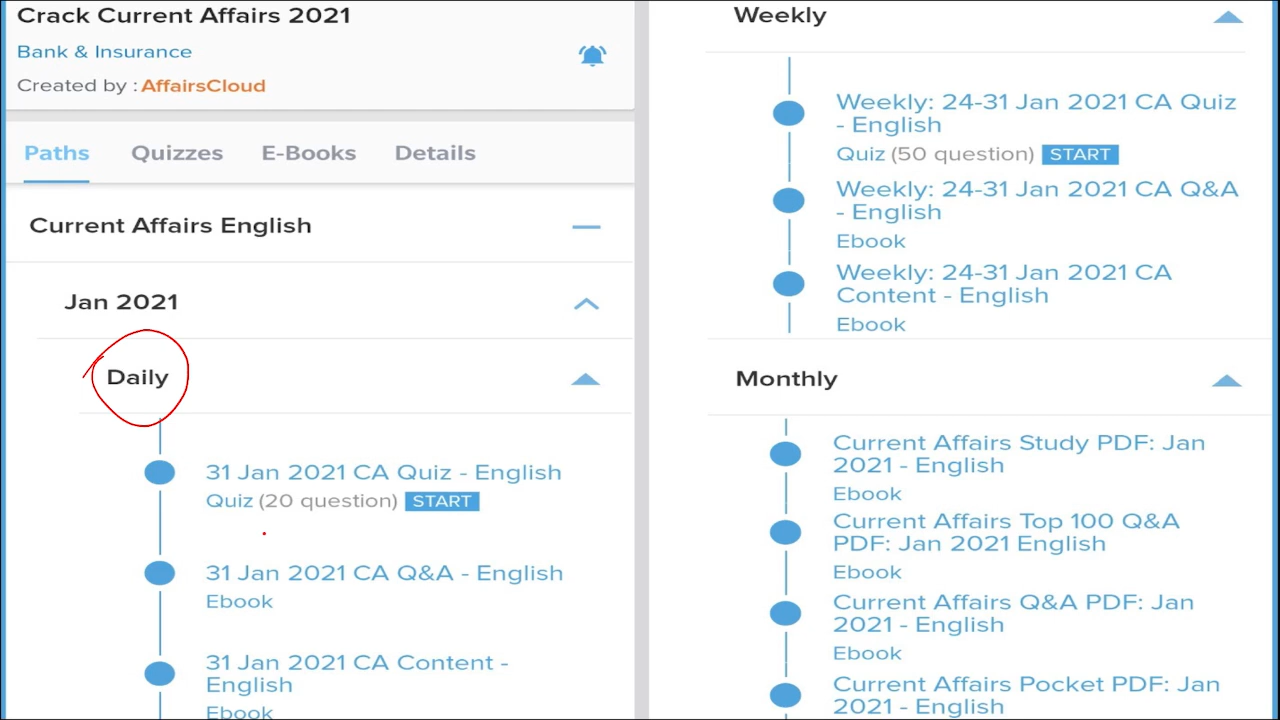 Crack Current Affairs 2021
Bank & Insurance
Created by : AffairsCloud
Paths Quizzes E-Books Details
Current Affairs English
Jan 2021
Daily
31 Jan 2021 CA Quiz - English
Quiz (20 question) START
31 Jan 2021 CA Q&A - English
Ebook
31 Jan 2021 CA Content -
English
Ebook
Weekly
Weekly: 24-31 Jan 2021 CA Quiz
- English
Quiz (50 question) START
Weekly: 24-31 Jan 2021 CA Q&A
- English
Ebook
Weekly: 24-31 Jan 2021 CA
Content - English
Ebook
Monthly
Current Affairs Study PDF: Jan
2021 - English
Ebook
Current Affairs Top 100 Q&A
PDF: Jan 2021 English
Ebook
Current Affairs Q&A PDF: Jan
2021 - English
Ebook
Current Affairs Pocket PDF: Jan
2021 - English